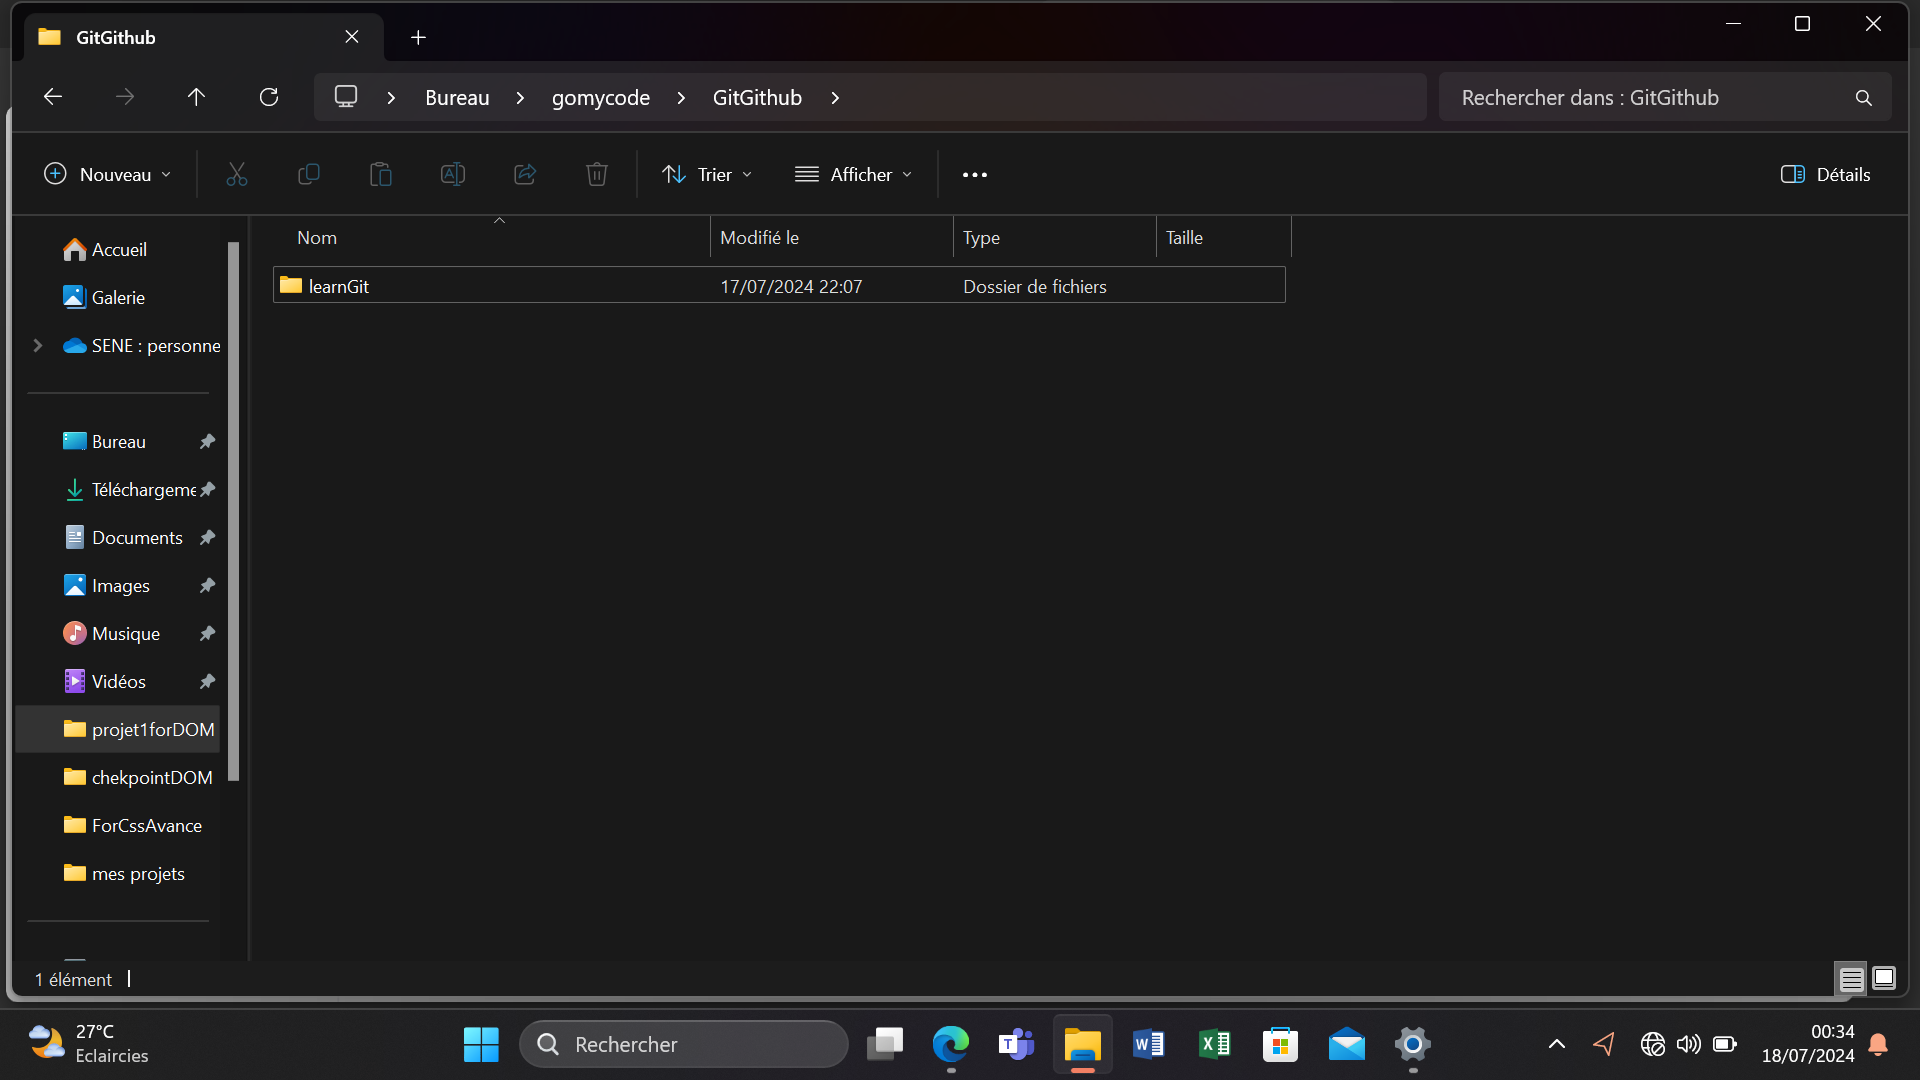 GitGithub
Bureau > gomycode > GitGithub >
Rechercher dans : GitGithub
Nouveau
Trier
Afficher
Détails
Nom
Modifié le
Type
Taille
learnGit
17/07/2024 22:07
Dossier de fichiers
Accueil
Galerie
SENE : personne
Bureau
Téléchargeme
Documents
Images
Musique
Vidéos
projet1forDOM
chekpointDOM
ForCssAvance
mes projets
1 élément
27°C
Eclaircies
Rechercher
00:34
18/07/2024